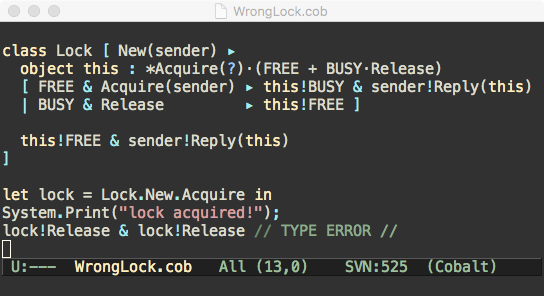 WrongLock.cob
class Lock [ New(sender) ▸
object this : *Acquire(?)·(FREE + BUSY·Release)
[ FREE & Acquire(sender) ▸ this!BUSY & sender!Reply(this)
| BUSY & Release ▸ this!FREE ]
this!FREE & sender!Reply(this)
]
let lock = Lock.New.Acquire in
System.Print("lock acquired!");
lock!Release & lock!Release // TYPE ERROR //
U:--- WrongLock.cob All (13,0) SVN:525 (Cobalt)